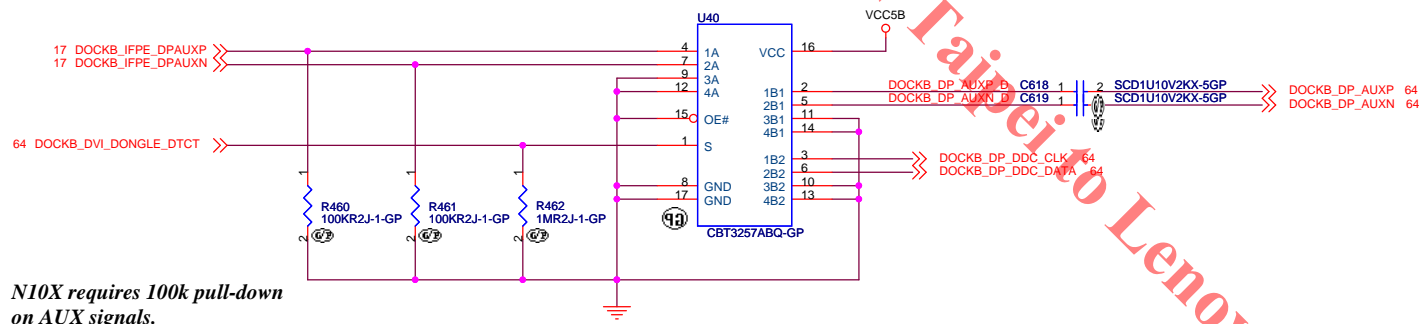 U40
VCC5B
17 DOCKB_IFPE_DPAUXP
17 DOCKB_IFPE_DPAUXN
4 1A
7 2A
9 3A
12 4A
15 OE#
1 S
8 GND
17 GND
VCC 16
1B1 2
2B1 5
3B1 11
4B1 14
1B2 3
2B2 6
3B2 10
4B2 13
CBT3257ABQ-GP
DOCKB_DP_AUXP_D C618 1 2 SCD1U10V2KX-5GP
DOCKB_DP_AUXN_D C619 1 SCD1U10V2KX-5GP
DOCKB_DP_AUXP 64
DOCKB_DP_AUXN 64
64 DOCKB_DVI_DONGLE_DTCT
DOCKB_DP_DDC_CLK 64
DOCKB_DP_DDC_DATA 64
1
R460
100KR2J-1-GP
2
1
R461
100KR2J-1-GP
2
1
R462
1MR2J-1-GP
2
N10X requires 100k pull-down
on AUX signals.
Taipei to